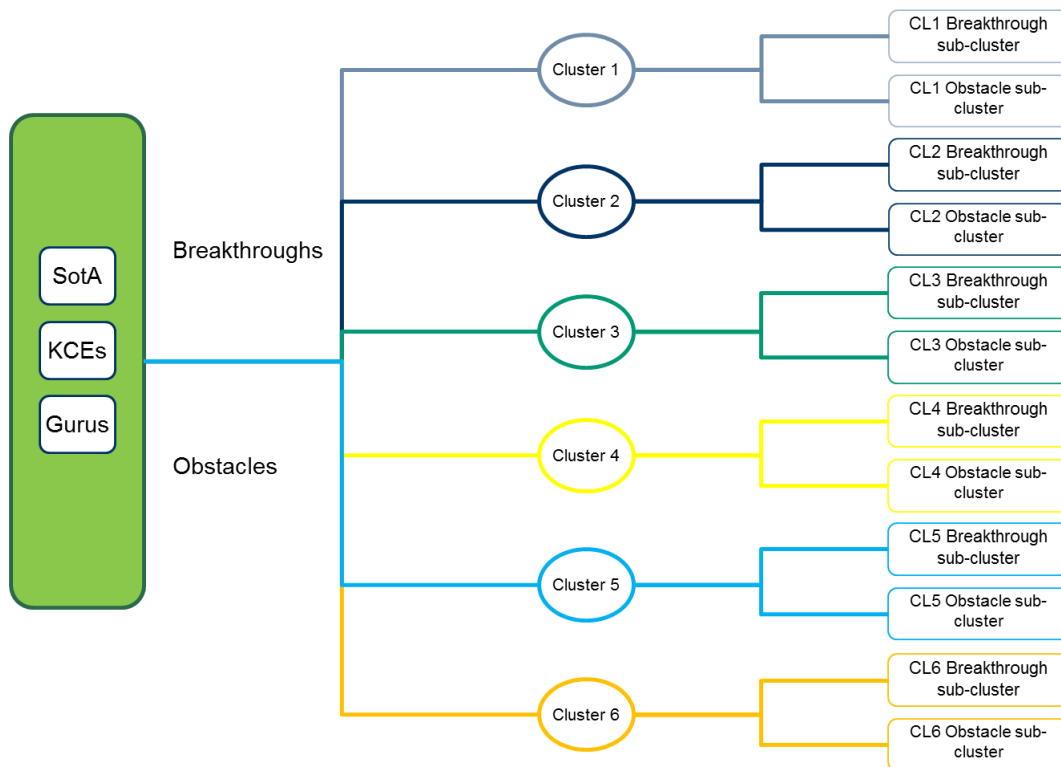 SotA
KCEs
Gurus
Breakthroughs
Obstacles
Cluster 1
CL1 Breakthrough
sub-cluster
CL1 Obstacle sub-
cluster
Cluster 2
CL2 Breakthrough
sub-cluster
CL2 Obstacle sub-
cluster
Cluster 3
CL3 Breakthrough
sub-cluster
CL3 Obstacle sub-
cluster
Cluster 4
CL4 Breakthrough
sub-cluster
CL4 Obstacle sub-
cluster
Cluster 5
CL5 Breakthrough
sub-cluster
CL5 Obstacle sub-
cluster
Cluster 6
CL6 Breakthrough
sub-cluster
CL6 Obstacle sub-
cluster